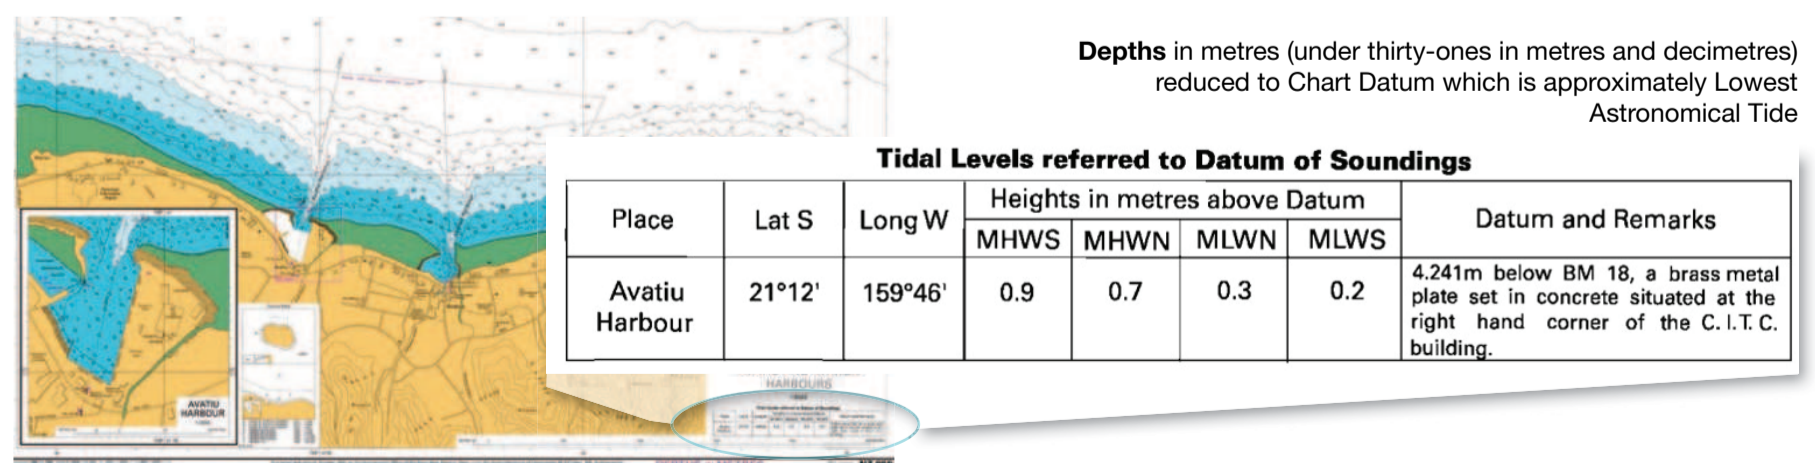 Depths in metres (under thirty-ones in metres and decimetres)
reduced to Chart Datum which is approximately Lowest
Astronomical Tide
Tidal Levels referred to Datum of Soundings
Place
Lat S
Long W
Heights in metres above Datum
MHWS
MHWN
MLWN
MLWS
Datum and Remarks
Avatiu
Harbour
21°12'
159°46'
0.9
0.7
0.3
0.2
4.241m below BM 18, a brass metal
plate set in concrete situated at the
right hand corner of the C.I.T.C.
building.
AVATIU
HARBOUR
HARBOURS